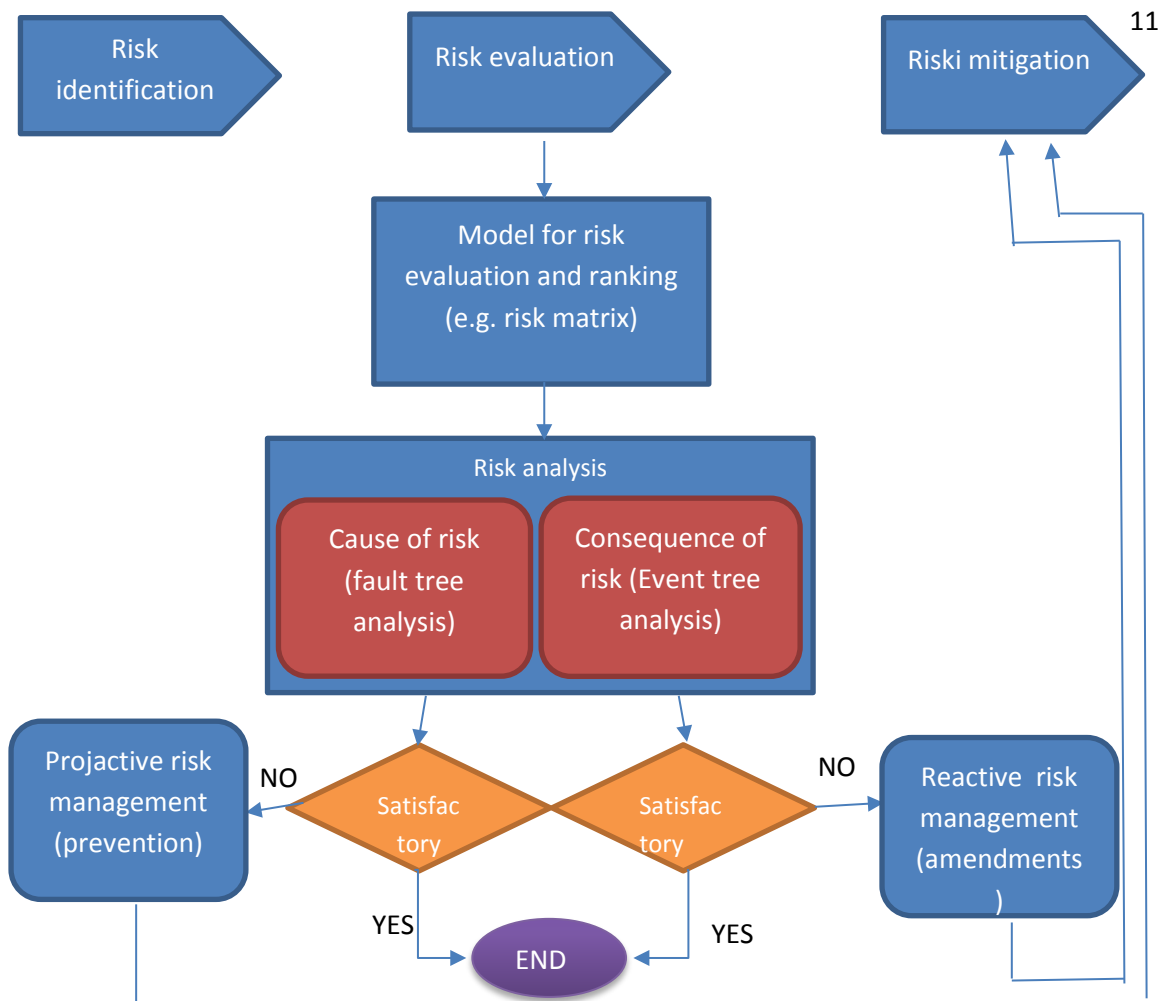 11
Risk
identification
Risk evaluation
Riski mitigation
Model for risk
evaluation and ranking
(e.g. risk matrix)
Risk analysis
Cause of risk
(fault tree
analysis)
Consequence of
risk (Event tree
analysis)
Projactive risk
management
(prevention)
NO
Satisfac
tory
Satisfac
tory
NO
Reactive risk
management
(amendments
)
YES
END
YES